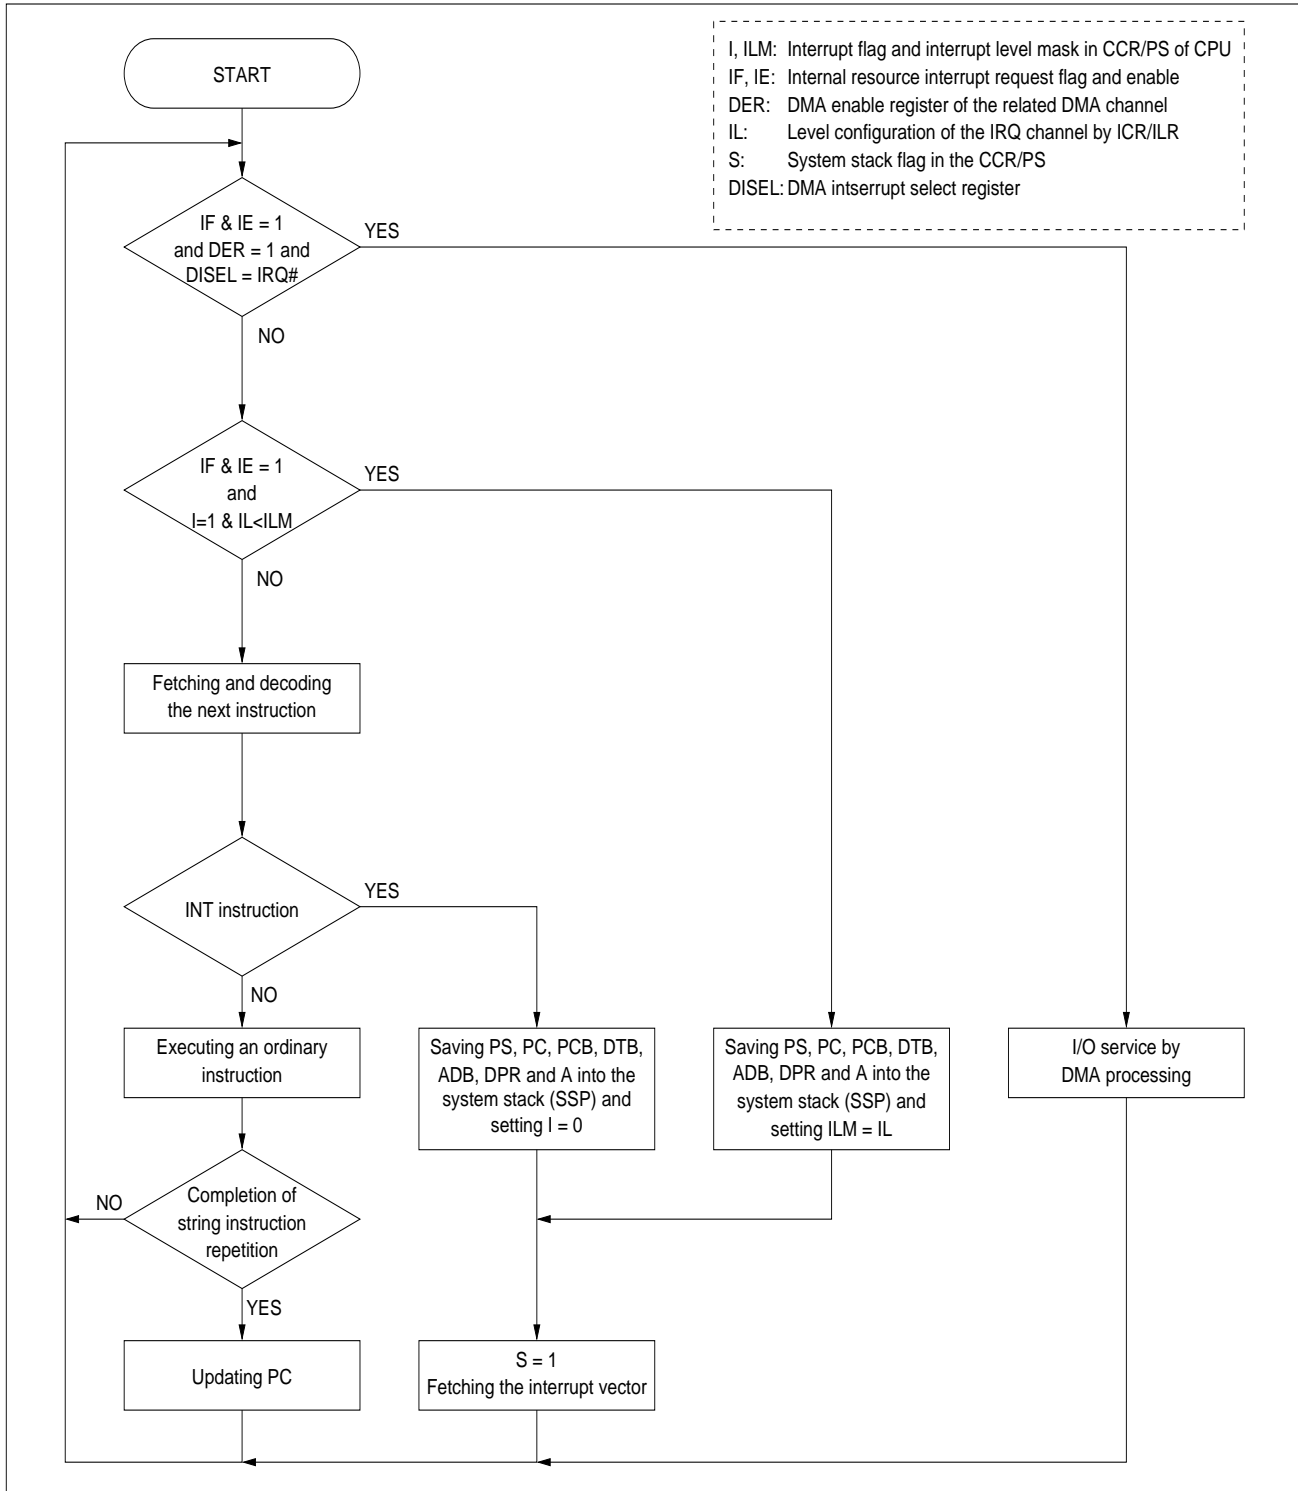 START
I, ILM: Interrupt flag and interrupt level mask in CCR/PS of CPU
IF, IE: Internal resource interrupt request flag and enable
DER: DMA enable register of the related DMA channel
IL: Level configuration of the IRQ channel by ICR/ILR
S: System stack flag in the CCR/PS
DISEL: DMA intserrupt select register
IF & IE = 1
and DER = 1 and
DISEL = IRQ#
YES
NO
IF & IE = 1
and
I=1 & IL<ILM
YES
NO
Fetching and decoding
the next instruction
INT instruction
YES
NO
Executing an ordinary
instruction
Saving PS, PC, PCB, DTB,
ADB, DPR and A into the
system stack (SSP) and
setting I = 0
Saving PS, PC, PCB, DTB,
ADB, DPR and A into the
system stack (SSP) and
setting ILM = IL
I/O service by
DMA processing
NO
Completion of
string instruction
repetition
YES
Updating PC
S = 1
Fetching the interrupt vector